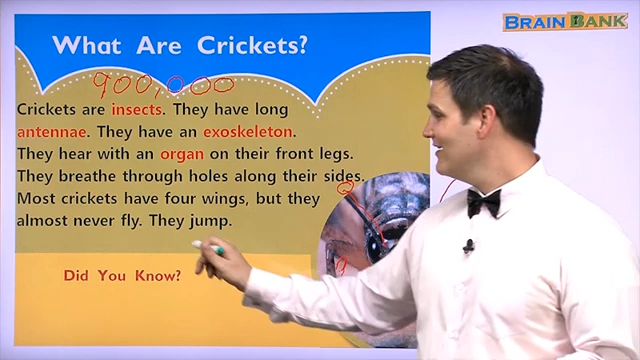 BRAIN BANK
What Are Crickets?
900,000
Crickets are insects. They have long
antennae. They have an exoskeleton.
They hear with an organ on their front legs.
They breathe through holes along their sides.
Most crickets have four wings, but they
almost never fly. They jump.
Did You Know?